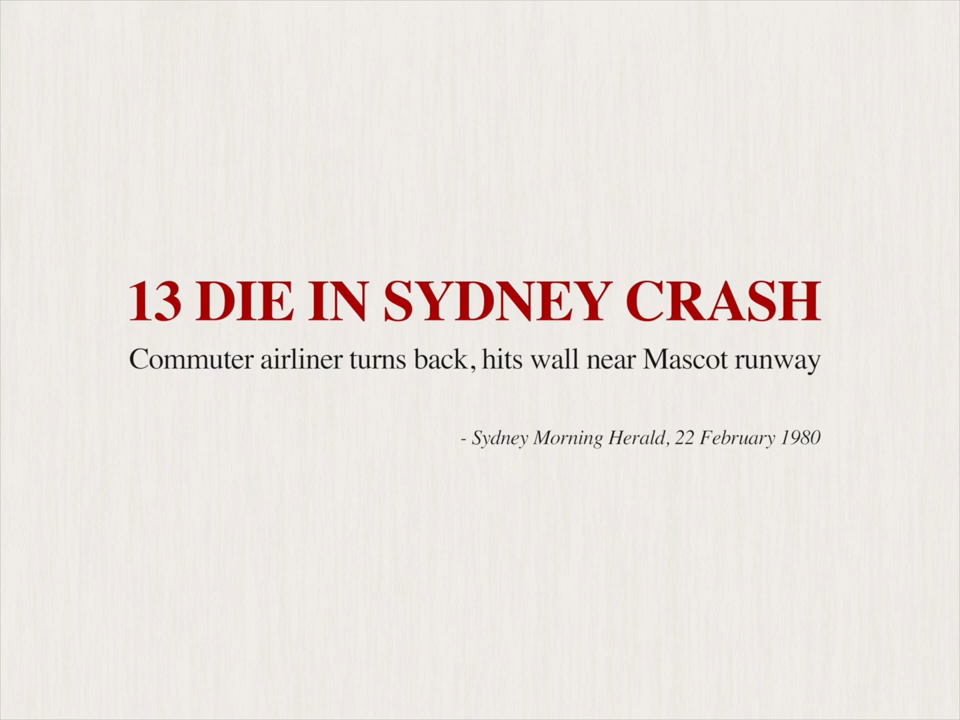 13 DIE IN SYDNEY CRASH
Commuter airliner turns back, hits wall near Mascot runway
- Sydney Morning Herald, 22 February 1980